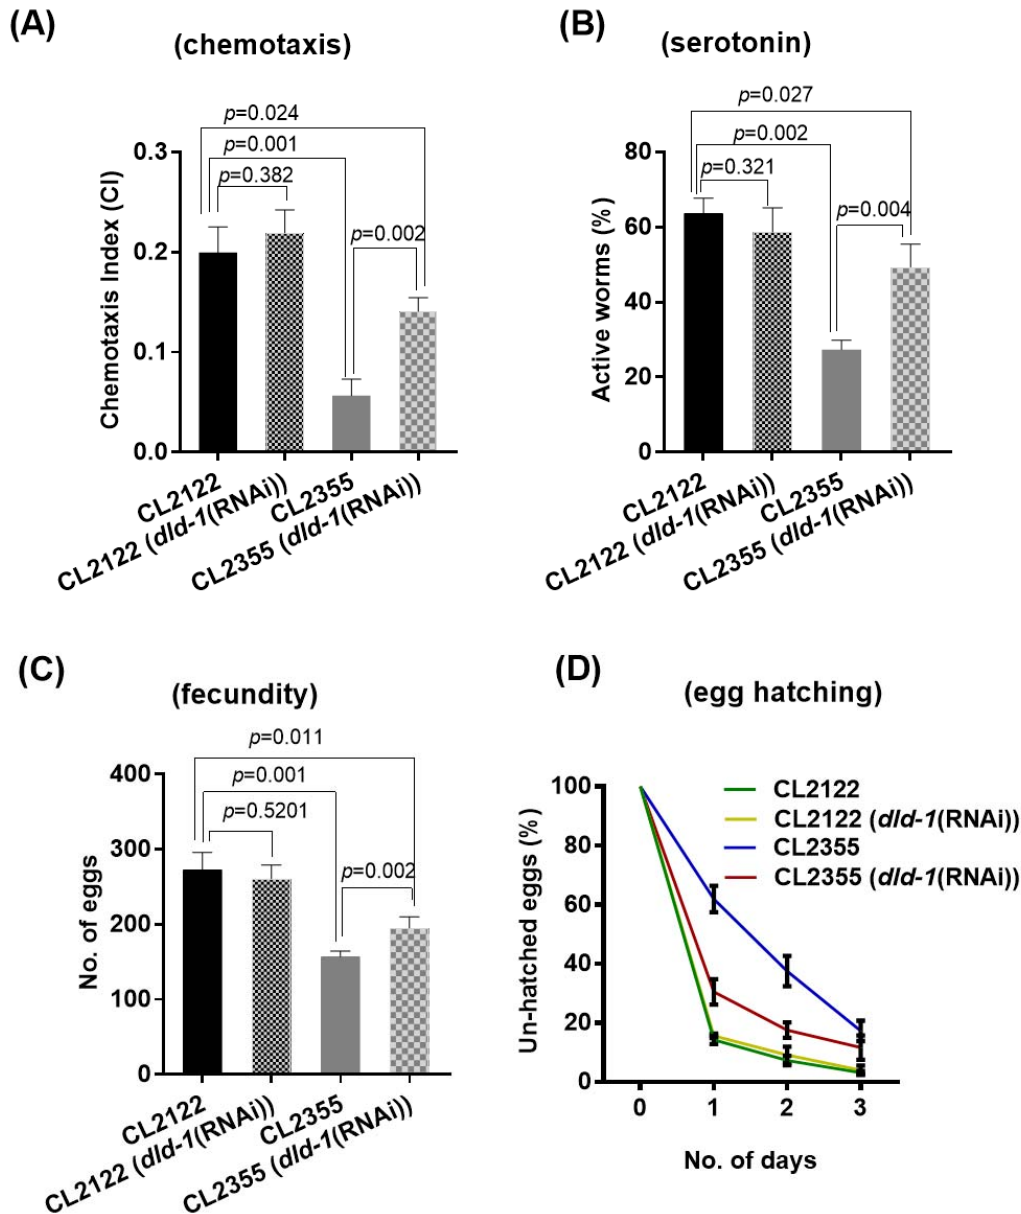 (A)
(chemotaxis)
p=0.024
p=0.001
p=0.382
p=0.002
Chemotaxis Index (CI)
0.3
0.2
0.1
0.0
CL2122
CL2122 (dld-1(RNAi))
CL2355
CL2355 (dld-1(RNAi))
(B)
(serotonin)
p=0.027
p=0.002
p=0.321
p=0.004
Active worms (%)
80
60
40
20
0
CL2122
CL2122 (dld-1(RNAi))
CL2355
CL2355 (dld-1(RNAi))
(C)
(fecundity)
p=0.011
p=0.001
p=0.5201
p=0.002
No. of eggs
400
300
200
100
0
CL2122
CL2122 (dld-1(RNAi))
CL2355
CL2355 (dld-1(RNAi))
(D)
(egg hatching)
CL2122
CL2122 (dld-1(RNAi))
CL2355
CL2355 (dld-1(RNAi))
Un-hatched eggs (%)
100
80
60
40
20
0
0 1 2 3
No. of days